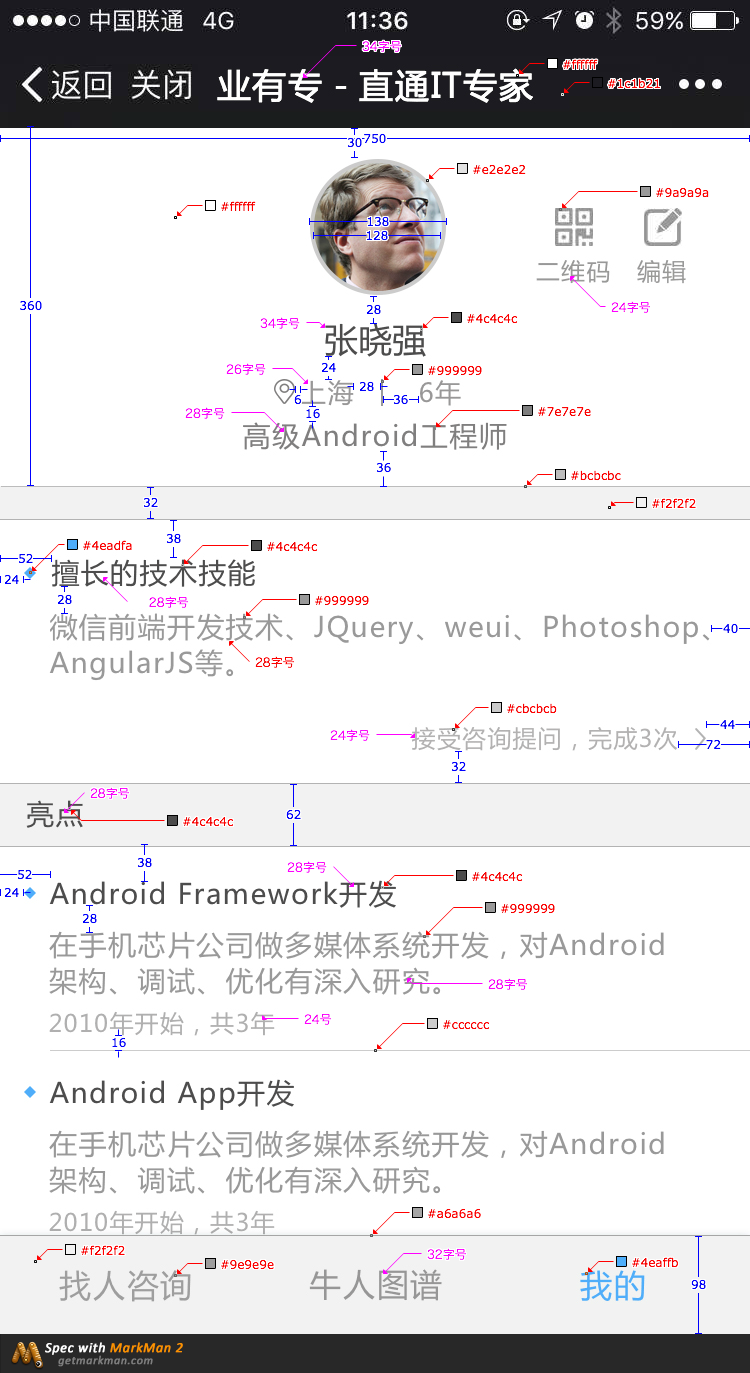 中国联通 4G 11:36 59%
34字号
返回 关闭 业有专 - 直通IT专家 #ffffff
#1c1b21
750
30
#e2e2e2
#9a9a9a
#ffffff
138
128
二维码 编辑
360
28
24字号
34字号 #4c4c4c
张晓强
24
26字号 #999999
上海 28 6年
6 36
28字号 16 #7e7e7e
高级Android工程师
36
#bcbcbc
32 #f2f2f2
38
52 #4eadfa #4c4c4c
24 擅长的技术技能
28 28字号 #999999
微信前端开发技术、JQuery、weui、Photoshop、 40
AngularJS等。 28字号
#cbcbcb
44
24字号 接受咨询提问，完成3次 72
32
28字号
亮点 #4c4c4c 62
38
28字号
52 #4c4c4c
24 Android Framework开发
28 #999999
在手机芯片公司做多媒体系统开发，对Android
架构、调试、优化有深入研究。 28字号
2010年开始，共3年 24号 #cccccc
16
Android App开发
在手机芯片公司做多媒体系统开发，对Android
架构、调试、优化有深入研究。
2010年开始，共3年 #a6a6a6
#f2f2f2 #9e9e9e 32字号 #4eaffb
找人咨询 牛人图谱 我的 98
Spec with MarkMan 2
getmarkman.com